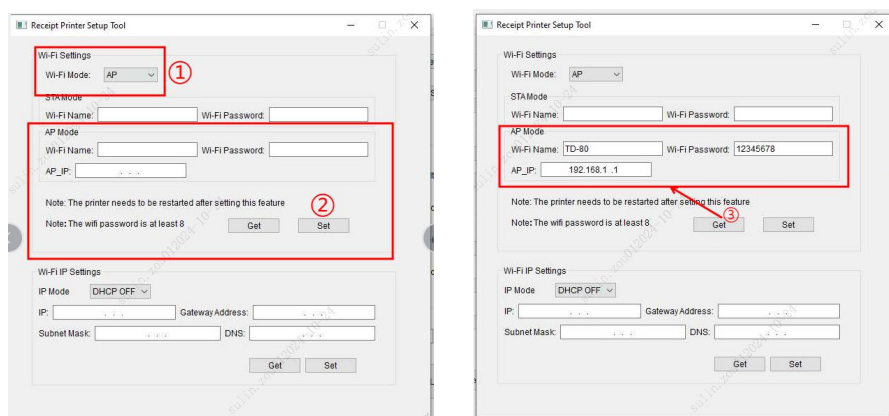 Receipt Printer Setup Tool
Wi-Fi Settings
Wi-Fi Mode: AP
①
STA Mode
Wi-Fi Name: Wi-Fi Password:
AP Mode
Wi-Fi Name: Wi-Fi Password:
AP_IP: . . .
Note: The printer needs to be restarted after setting this feature
②
Note: The wifi password is at least 8 Get Set
Wi-Fi IP Settings
IP Mode DHCP OFF
IP: . . . Gateway Address: . . .
Subnet Mask: . . . DNS: . . .
Get Set
Receipt Printer Setup Tool
Wi-Fi Settings
Wi-Fi Mode: AP
STA Mode
Wi-Fi Name: Wi-Fi Password:
AP Mode
Wi-Fi Name: TD-80 Wi-Fi Password: 12345678
AP_IP: 192.168.1 .1
Note: The printer needs to be restarted after setting this feature
③
Note: The wifi password is at least 8 Get Set
Wi-Fi IP Settings
IP Mode DHCP OFF
IP: . . . Gateway Address: . . .
Subnet Mask: . . . DNS: . . .
Get Set